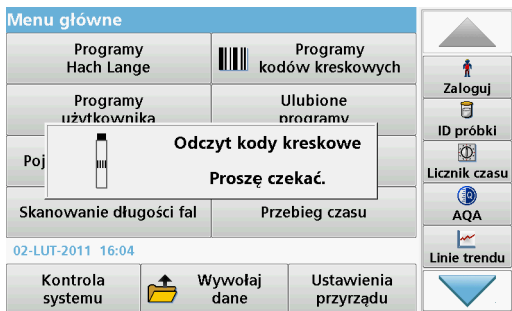 Menu główne
Programy
Hach Lange
Programy
kodów kreskowych
Programy
użytkownika
Ulubione
programy
Odczyt kody kreskowe
Proszę czekać.
Poj
Skanowanie długości fal
Przebieg czasu
02-LUT-2011 16:04
Kontrola
systemu
Wywołaj
dane
Ustawienia
przyrządu
Zaloguj
ID próbki
Licznik czasu
AQA
Linie trendu